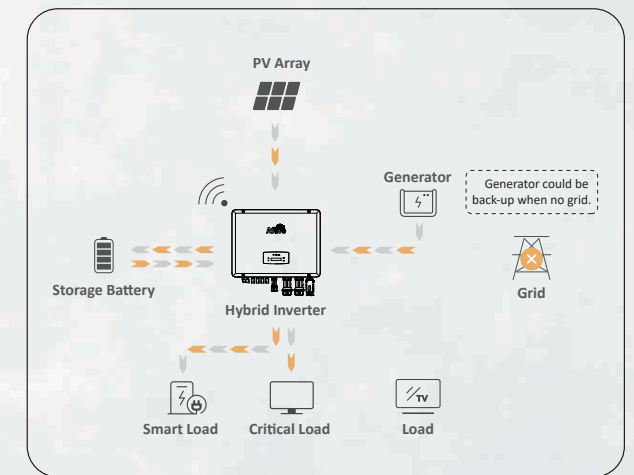 PV Array
Generator
Generator could be
back-up when no grid.
Storage Battery
Hybrid Inverter
Grid
TV
Smart Load
Critical Load
Load